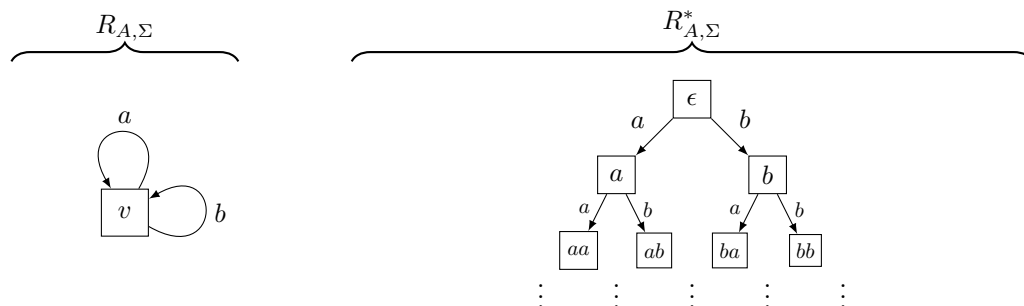 R_{A,Σ} R^*_{A,Σ}
ϵ
a a b
v b a b
a b a b
aa ab ba bb
⋮ ⋮ ⋮ ⋮ ⋮